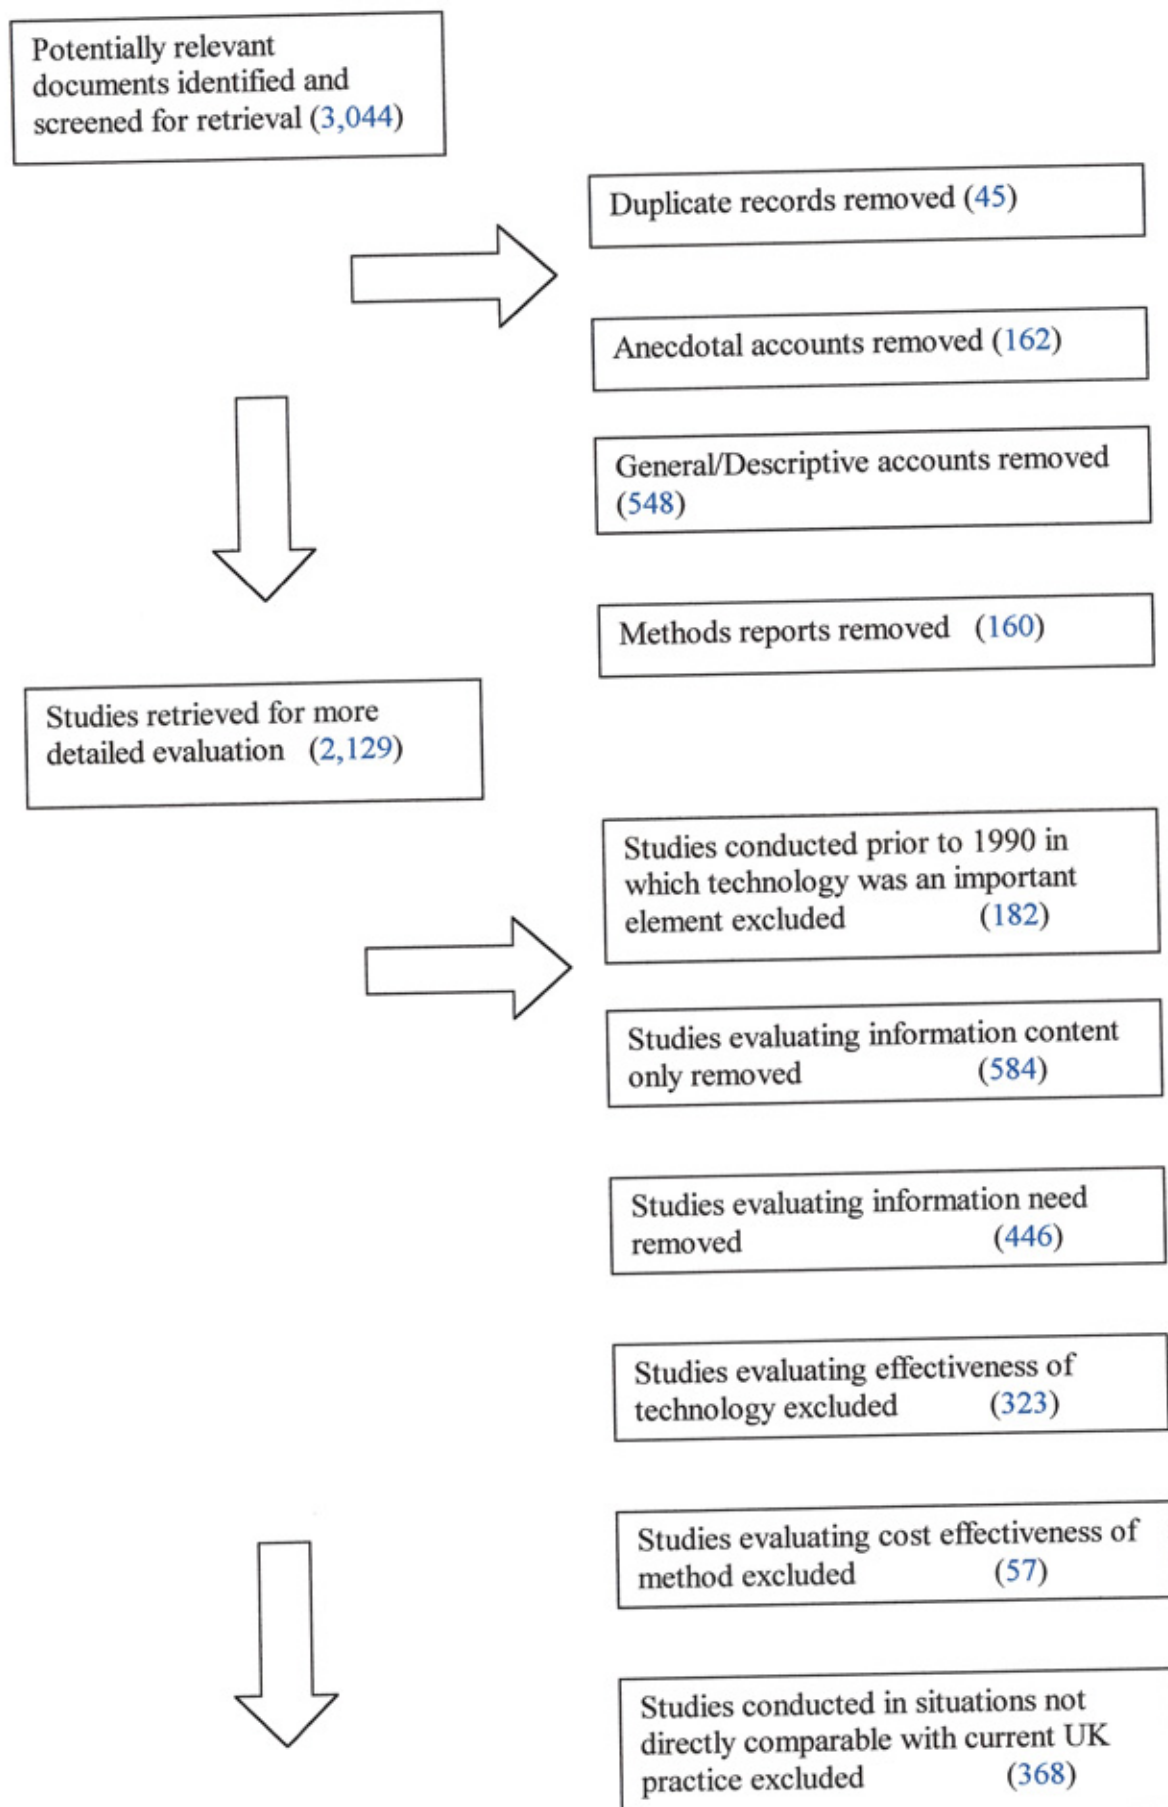 Potentially relevant
documents identified and
screened for retrieval (3,044)
Duplicate records removed (45)
Anecdotal accounts removed (162)
General/Descriptive accounts removed
(548)
Methods reports removed (160)
Studies retrieved for more
detailed evaluation (2,129)
Studies conducted prior to 1990 in
which technology was an important
element excluded (182)
Studies evaluating information content
only removed (584)
Studies evaluating information need
removed (446)
Studies evaluating effectiveness of
technology excluded (323)
Studies evaluating cost effectiveness of
method excluded (57)
Studies conducted in situations not
directly comparable with current UK
practice excluded (368)